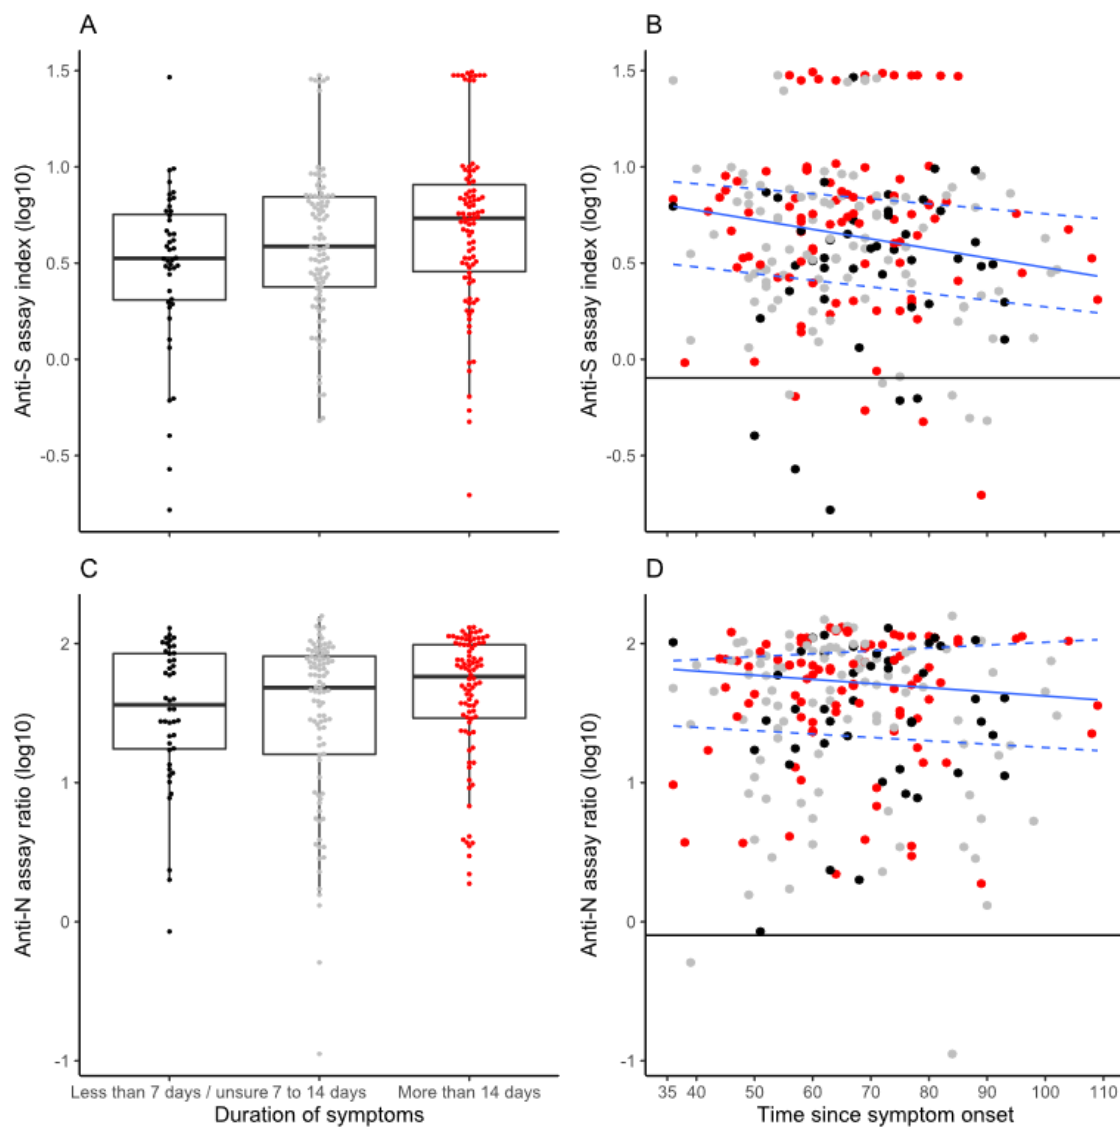 A
B
Anti-S assay index (log10)
1.5
1.0
0.5
0.0
-0.5
Anti-S assay index (log10)
1.5
1.0
0.5
0.0
-0.5
C
D
Anti-N assay ratio (log10)
2
1
0
-1
Less than 7 days / unsure 7 to 14 days
More than 14 days
Duration of symptoms
Anti-N assay ratio (log10)
2
1
0
-1
35 40 50 60 70 80 90 100 110
Time since symptom onset